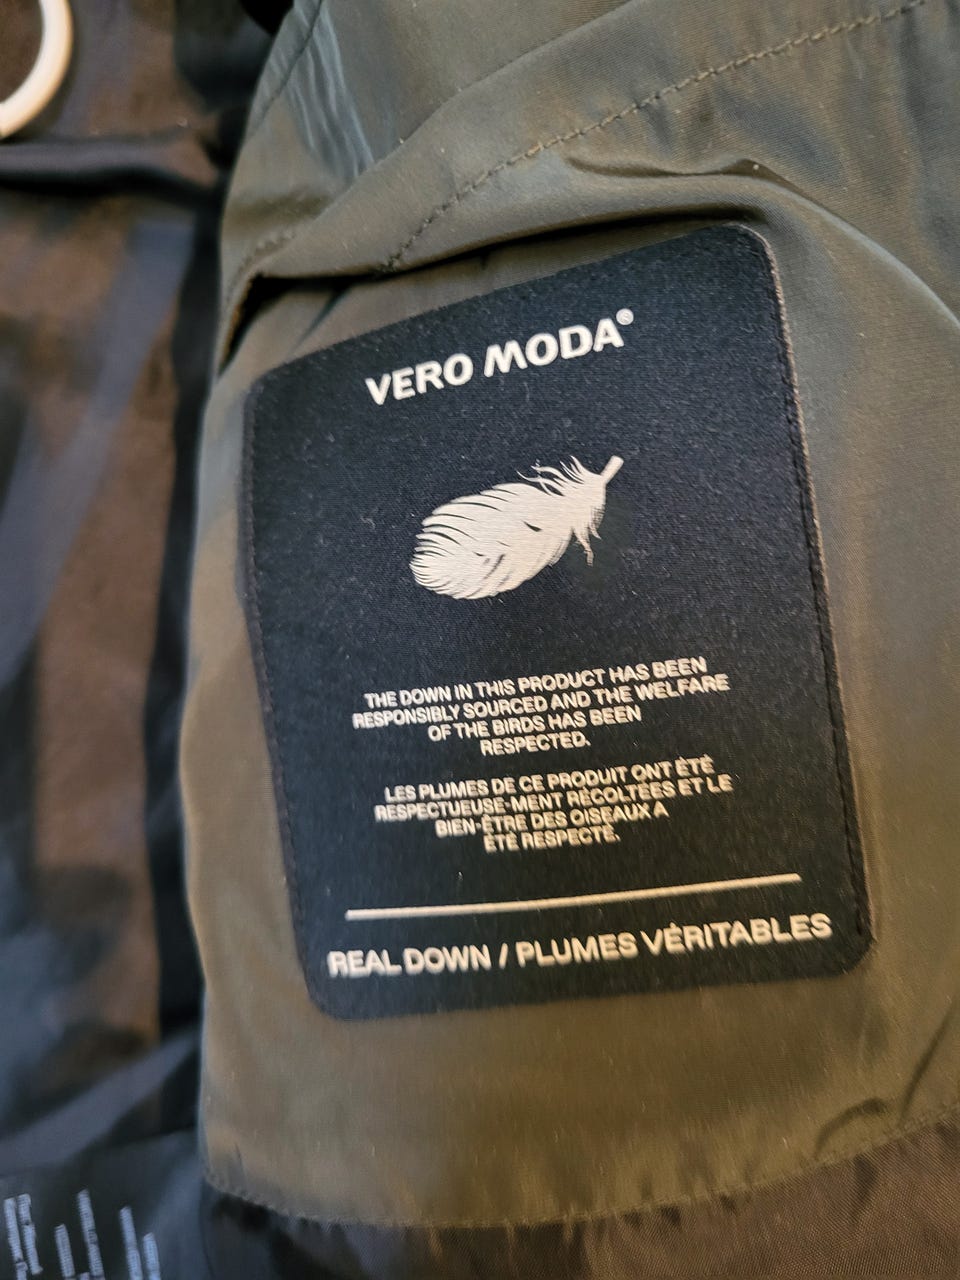 VERO MODA®
THE DOWN IN THIS PRODUCT HAS BEEN
RESPONSIBLY SOURCED AND THE WELFARE
OF THE BIRDS HAS BEEN
RESPECTED.
LES PLUMES DE CE PRODUIT ONT ÉTÉ
RESPECTUEUSE-MENT RÉCOLTÉES ET LE
BIEN-ÊTRE DES OISEAUX A
ÉTÉ RESPECTÉ.
REAL DOWN / PLUMES VÉRITABLES